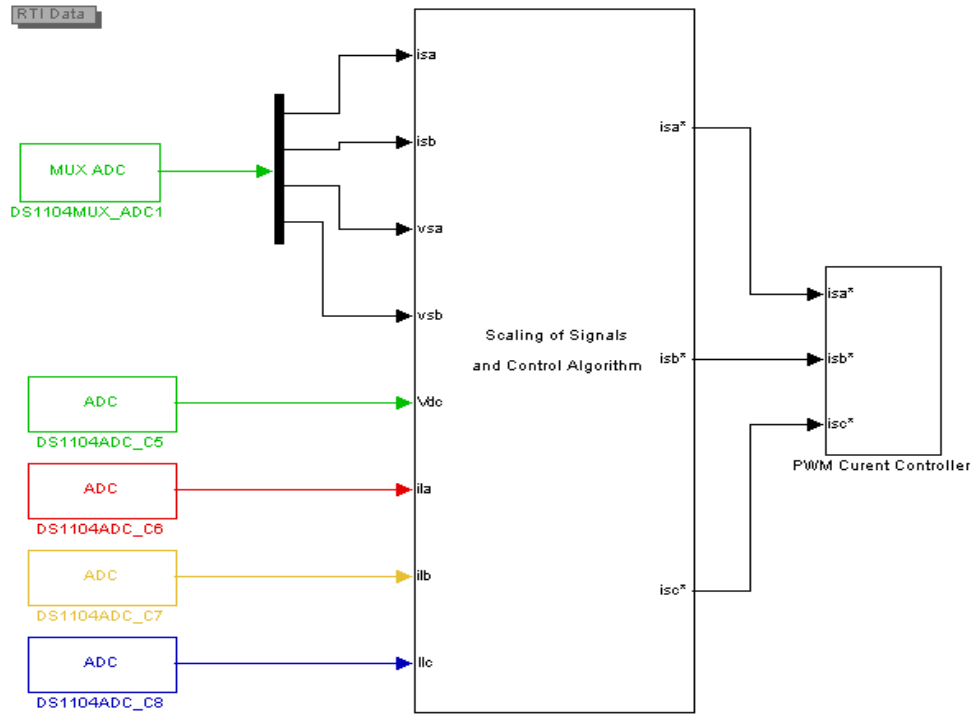 RTI Data
MUX ADC
DS1104MUX_ADC1
ADC
DS1104ADC_C5
ADC
DS1104ADC_C6
ADC
DS1104ADC_C7
ADC
DS1104ADC_C8
isa
isb
vsa
vsb
Vdc
ila
ilb
Ilc
Scaling of Signals
and Control Algorithm
isa*
isb*
isc*
isa*
isb*
isc*
PWM Curent Controller